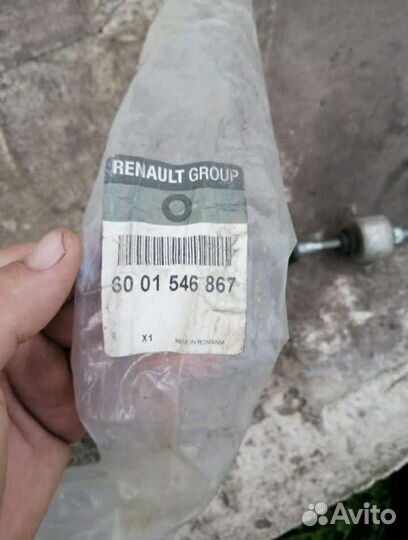 RENAULT GROUP
60 01 546 867
X1
MADE IN ROMANIA
Avito